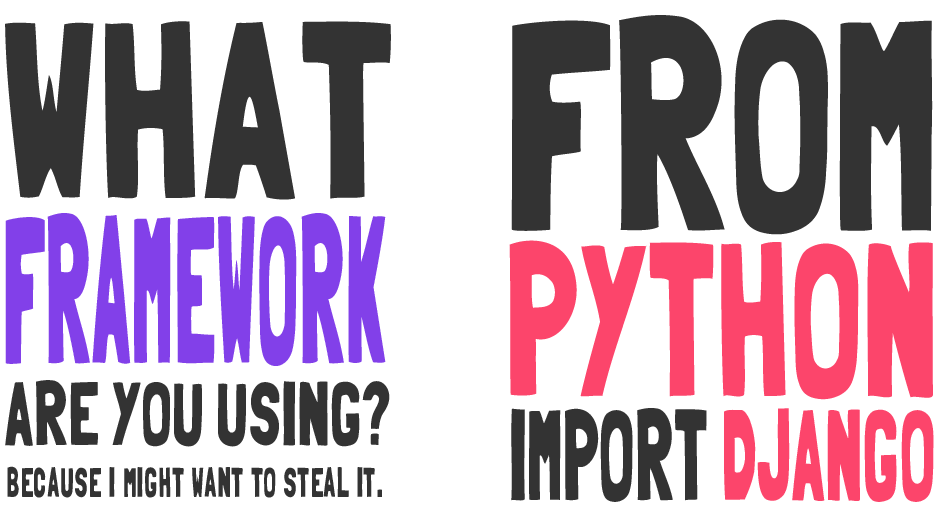 WHAT
FRAMEWORK
ARE YOU USING?
BECAUSE I MIGHT WANT TO STEAL IT.
FROM
PYTHON
IMPORT DJANGO